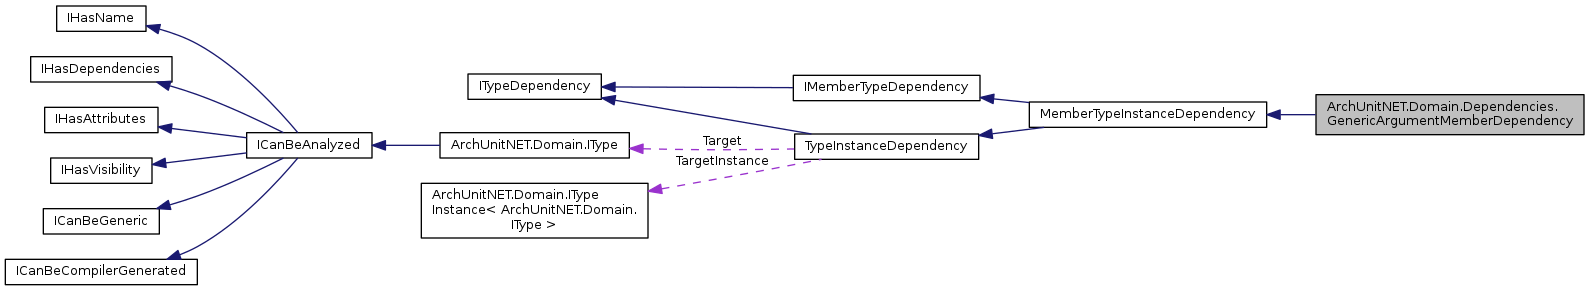 IHasName
IHasDependencies
IHasAttributes
IHasVisibility
ICanBeGeneric
ICanBeCompilerGenerated
ICanBeAnalyzed
ITypeDependency
ArchUnitNET.Domain.IType
ArchUnitNET.Domain.IType
Instance< ArchUnitNET.Domain.
IType >
Target
TargetInstance
IMemberTypeDependency
TypeInstanceDependency
MemberTypeInstanceDependency
ArchUnitNET.Domain.Dependencies.
GenericArgumentMemberDependency